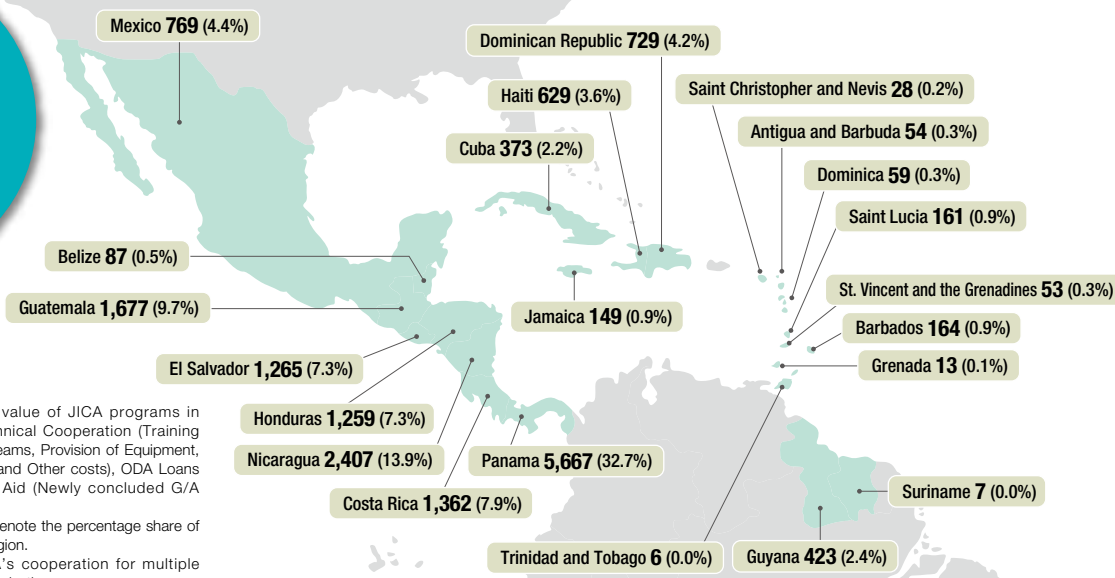 Mexico 769 (4.4%)
Dominican Republic 729 (4.2%)
Haiti 629 (3.6%)
Saint Christopher and Nevis 28 (0.2%)
Cuba 373 (2.2%)
Antigua and Barbuda 54 (0.3%)
Dominica 59 (0.3%)
Saint Lucia 161 (0.9%)
Belize 87 (0.5%)
St. Vincent and the Grenadines 53 (0.3%)
Guatemala 1,677 (9.7%)
Jamaica 149 (0.9%)
Barbados 164 (0.9%)
El Salvador 1,265 (7.3%)
Grenada 13 (0.1%)
Honduras 1,259 (7.3%)
Nicaragua 2,407 (13.9%)
Panama 5,667 (32.7%)
Costa Rica 1,362 (7.9%)
Suriname 7 (0.0%)
Trinidad and Tobago 6 (0.0%)
Guyana 423 (2.4%)
value of JICA programs in
hnical Cooperation (Training
eams, Provision of Equipment,
and Other costs), ODA Loans
Aid (Newly concluded G/A
enote the percentage share of
gion.
A's cooperation for multiple